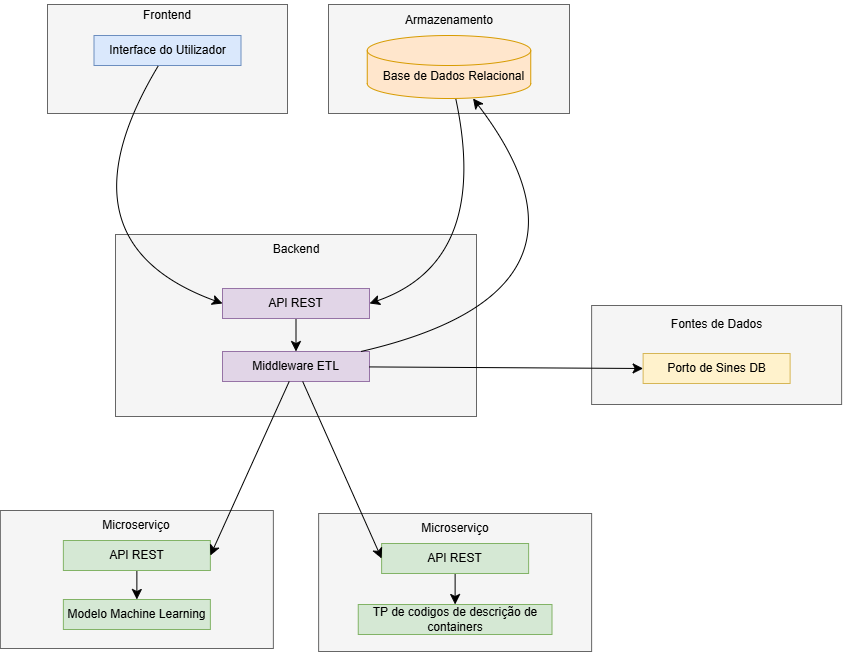 Frontend
Interface do Utilizador
Armazenamento
Base de Dados Relacional
Backend
API REST
Middleware ETL
Fontes de Dados
Porto de Sines DB
Microserviço
API REST
Modelo Machine Learning
Microserviço
API REST
TP de codigos de descrição de
containers